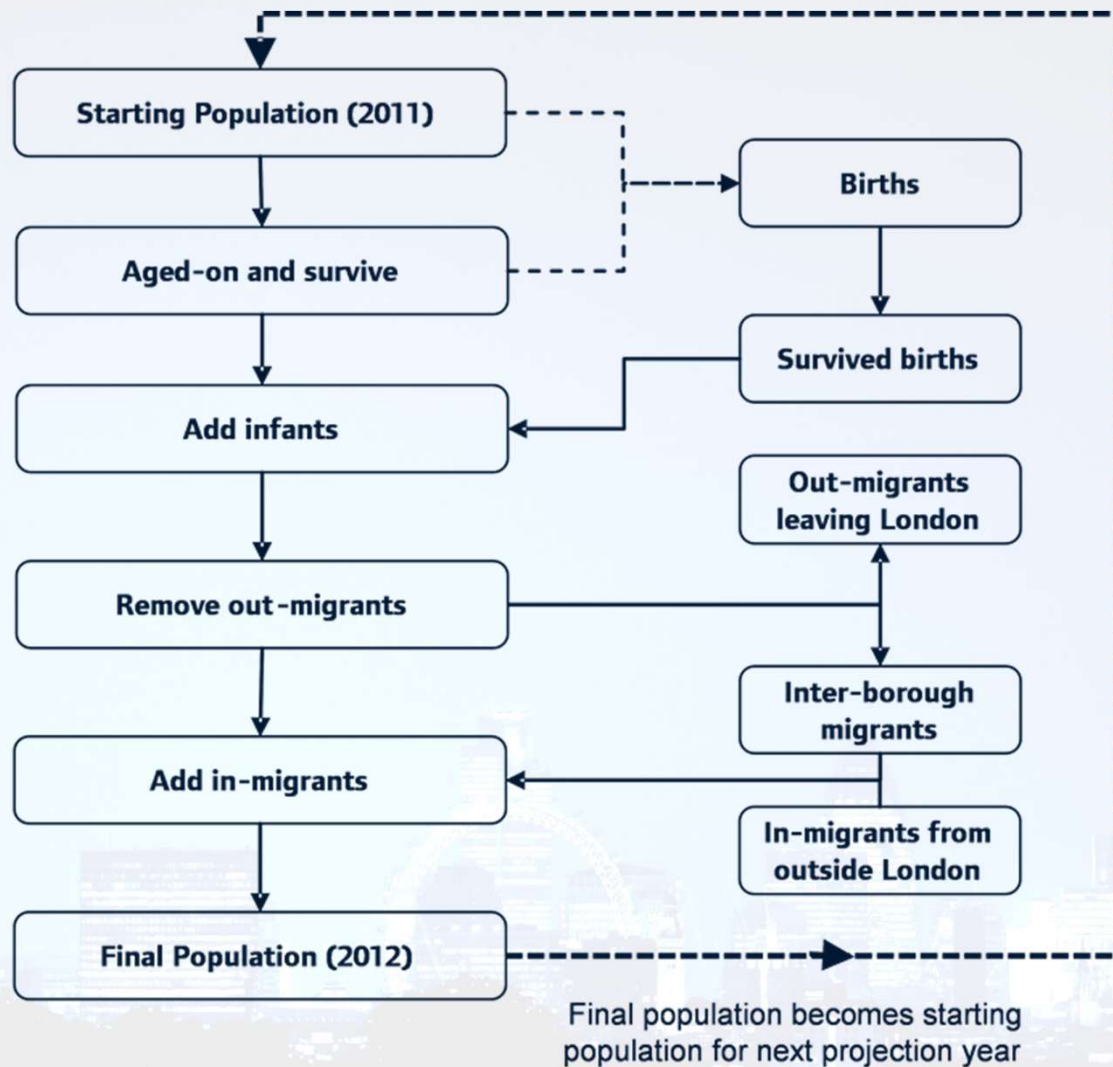 Starting Population (2011)
Births
Aged-on and survive
Survived births
Add infants
Out-migrants
leaving London
Remove out-migrants
Inter-borough
migrants
Add in-migrants
In-migrants from
outside London
Final Population (2012)
Final population becomes starting
population for next projection year